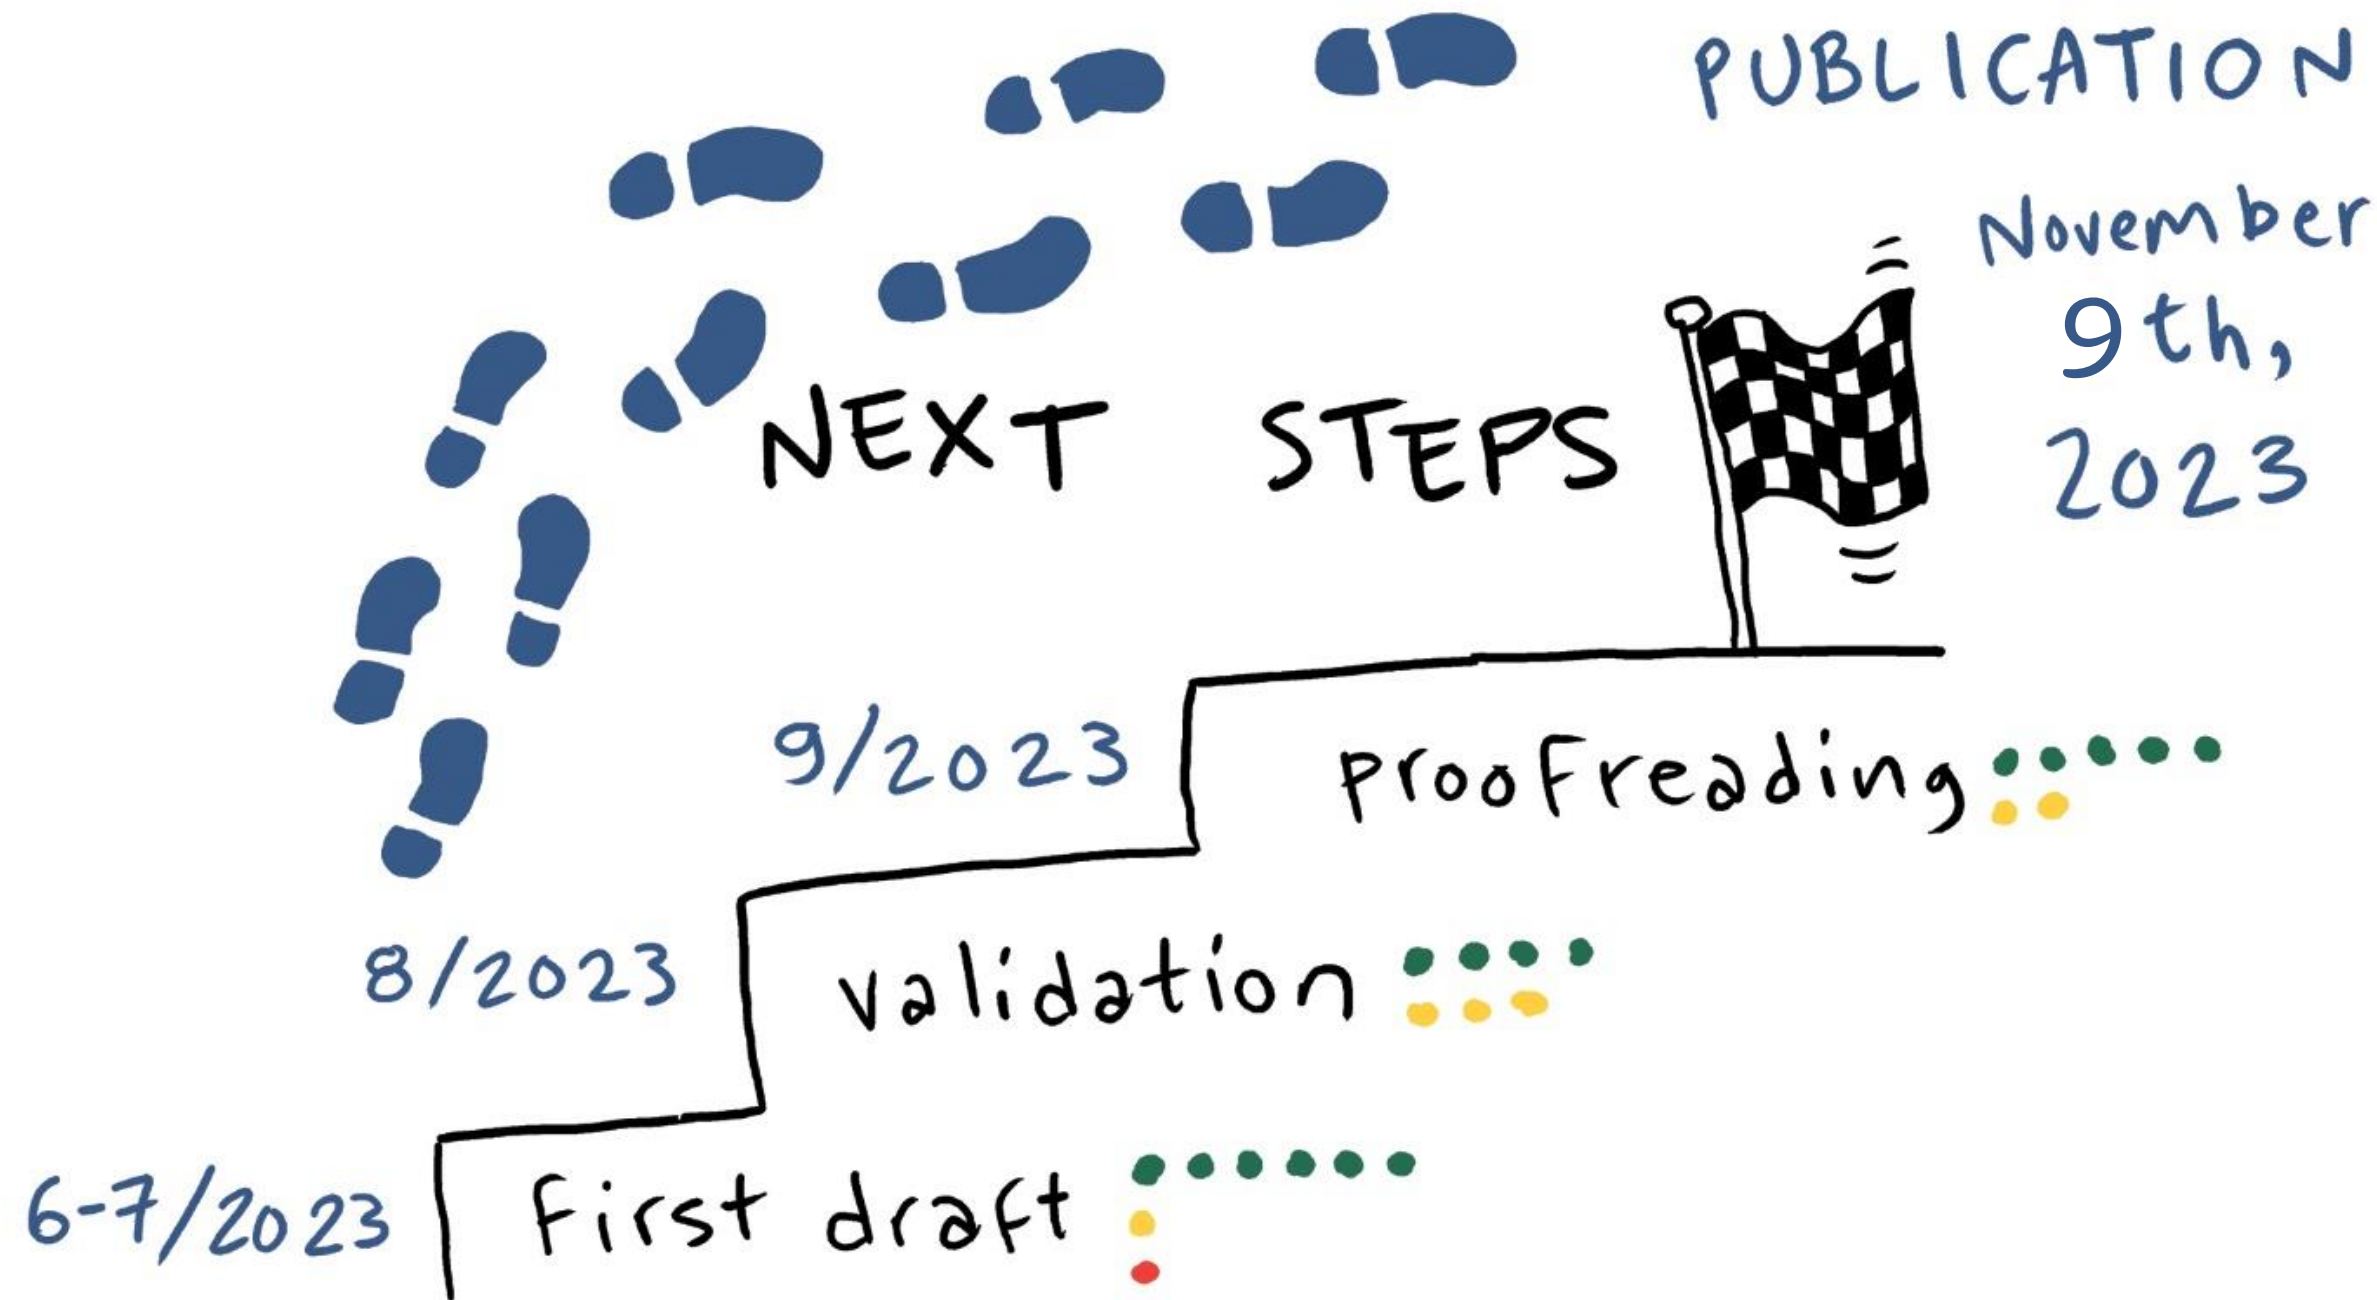 PUBLICATION
November
9th,
2023
NEXT STEPS
9/2023
proofreading
8/2023
validation
6-7/2023
First draft